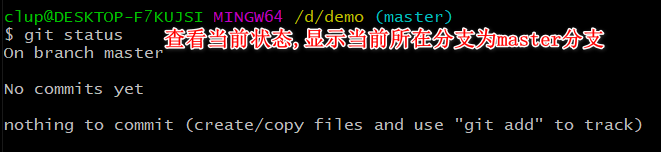 clup@DESKTOP-F7KUJSI MINGW64 /d/demo (master)
$ git status 查看当前状态,显示当前所在分支为master分支
On branch master
No commits yet
nothing to commit (create/copy files and use "git add" to track)